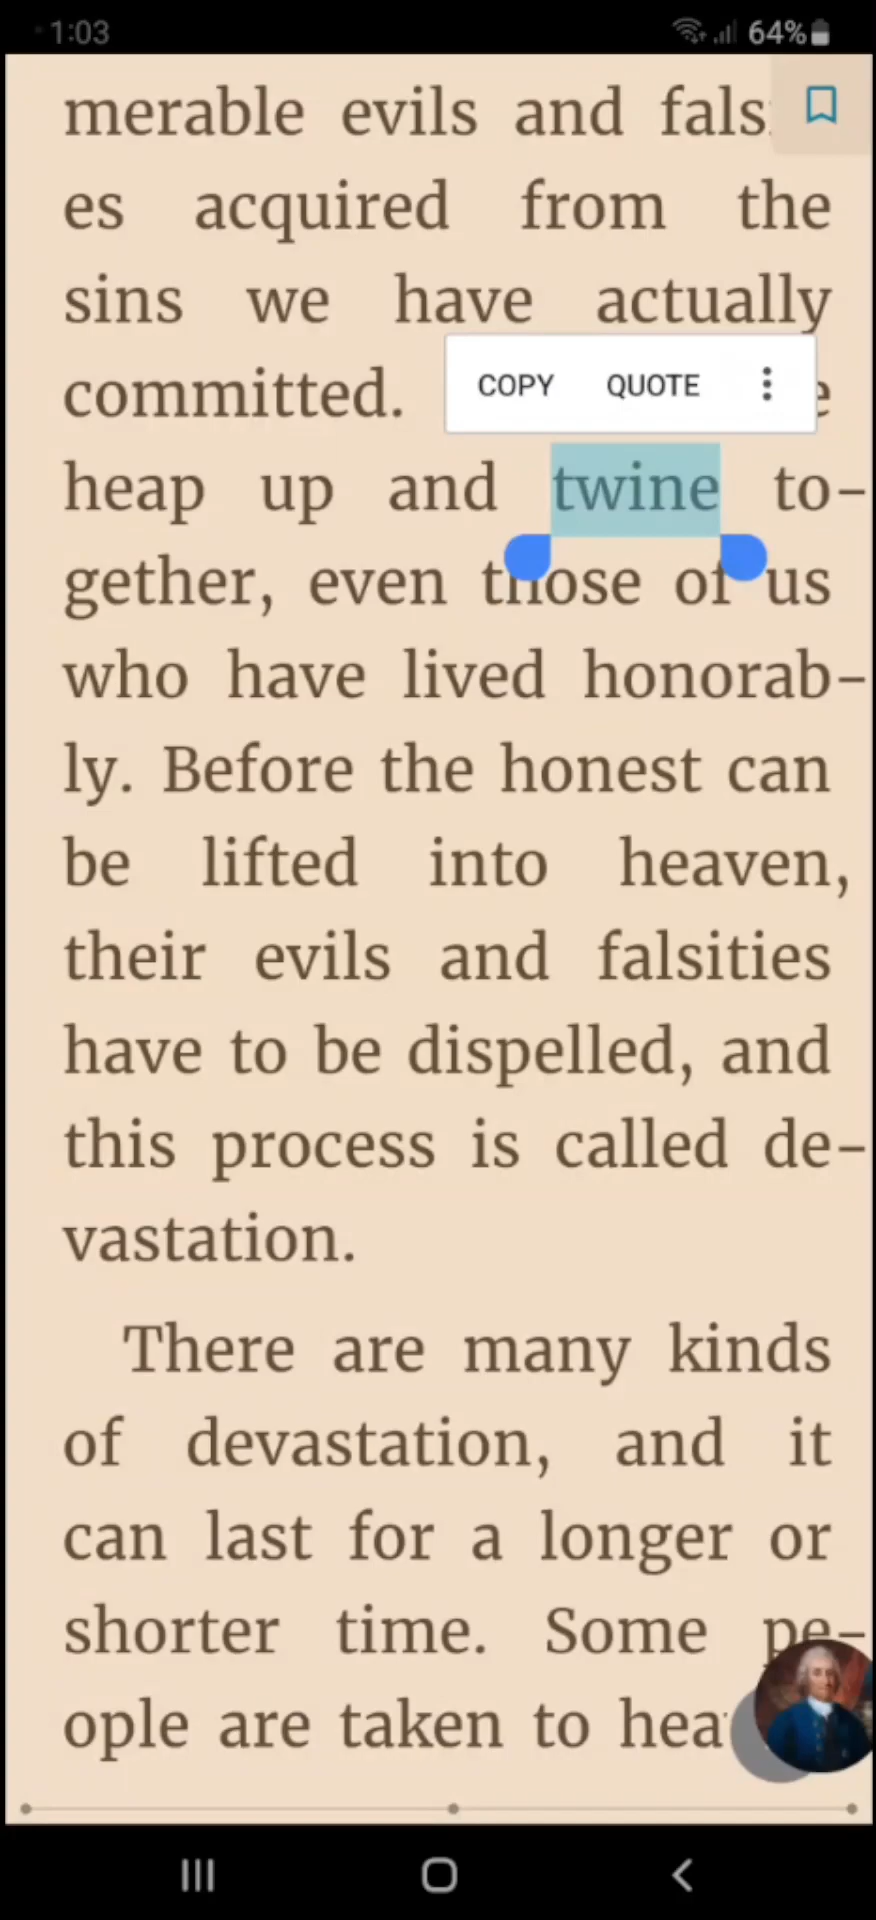 1:03
64%
merable evils and fals
es acquired from the
sins we have actually
committed.
COPY QUOTE
heap up and twine to-
gether, even those of us
who have lived honorab-
ly. Before the honest can
be lifted into heaven,
their evils and falsities
have to be dispelled, and
this process is called de-
vastation.
There are many kinds
of devastation, and it
can last for a longer or
shorter time. Some pe-
ople are taken to hea